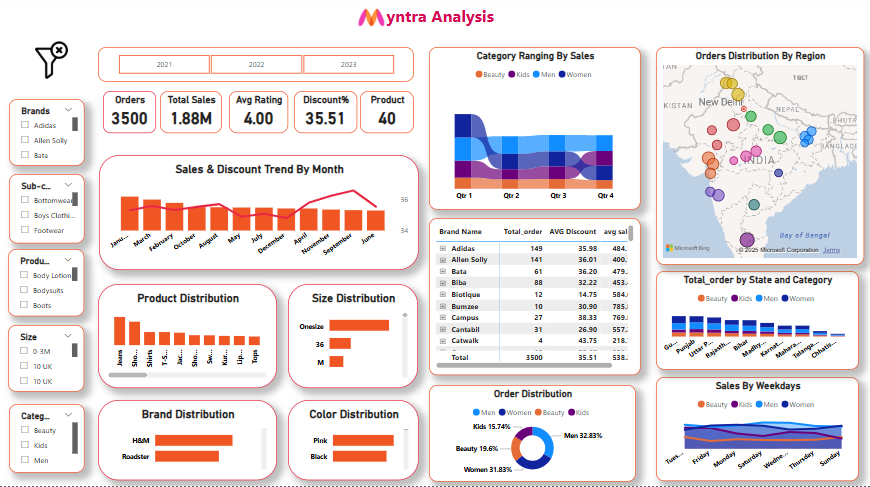 Myntra Analysis
2021
2022
2023
Brands
Adidas
Allen Solly
Bata
Sub-c...
Bottomwear
Boys Clothi...
Footwear
Produ...
Body Lotion
Bodysuits
Boots
Size
0-3M
10 UK
10 UK
Categ...
Beauty
Kids
Men
Orders
3500
Total Sales
1.88M
Avg Rating
4.00
Discount%
35.51
Product
40
Sales & Discount Trend By Month
36
34
Janu...
March
February
October
August
May
July
December
April
November
September
June
Product Distribution
Jeans
Sho...
Shirts
T-S...
Jac...
Sho...
Sw...
Kur...
Lip...
Tops
Size Distribution
Onesize
36
M
Brand Distribution
H&M
Roadster
Color Distribution
Pink
Black
Category Ranging By Sales
Beauty Kids Men Women
Qtr 1 Qtr 2 Qtr 3 Qtr 4
Brand Name Total_order AVG Discount avg sal
Adidas 149 35.98 484.
Allen Solly 141 36.01 400.
Bata 61 36.20 479.
Biba 88 32.22 453.
Biotique 12 14.75 584.
Bumzee 10 30.90 785.
Campus 27 38.33 769.
Cantabil 31 26.90 557.
Catwalk 4 43.75 218.
Total 3500 35.51 538.
Order Distribution
Men Women Beauty Kids
Kids 15.74%
Men 32.83%
Beauty 19.6%
Women 31.83%
Orders Distribution By Region
TIBET
KISTAN
New Delhi
NEPAL
BHUTA
BANGLADE
INDIA
Bay of Bengal
Microsoft Bing
© 2025 Microsoft Corporation Terms
Total_order by State and Category
Beauty Kids Men Women
Gu...
Punjab
Uttar P...
Rajasth...
Bihar
Madhy...
Karnat...
Mahara...
Telanga...
Chhatis...
Sales By Weekdays
Beauty Kids Men Women
Tues...
Friday
Monday
Saturday
Wedne...
Thursday
Sunday